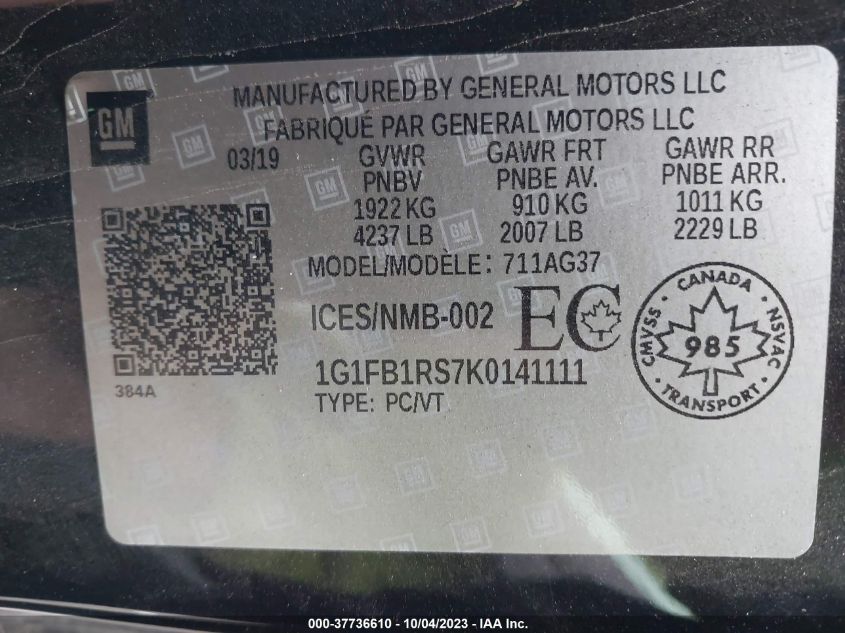 GM
MANUFACTURED BY GENERAL MOTORS LLC
FABRIQUÉ PAR GENERAL MOTORS LLC
03/19 GVWR GAWR FRT GAWR RR
PNBV PNBE AV. PNBE ARR.
1922 KG 910 KG 1011 KG
4237 LB 2007 LB 2229 LB
MODEL/MODÈLE: 711AG37
ICES/NMB-002 EC
CANADA
CMVSS 985 NSVAC
TRANSPORT
1G1FB1RS7K0141111
384A
TYPE: PC/VT
000-37736610 - 10/04/2023 - IAA Inc.